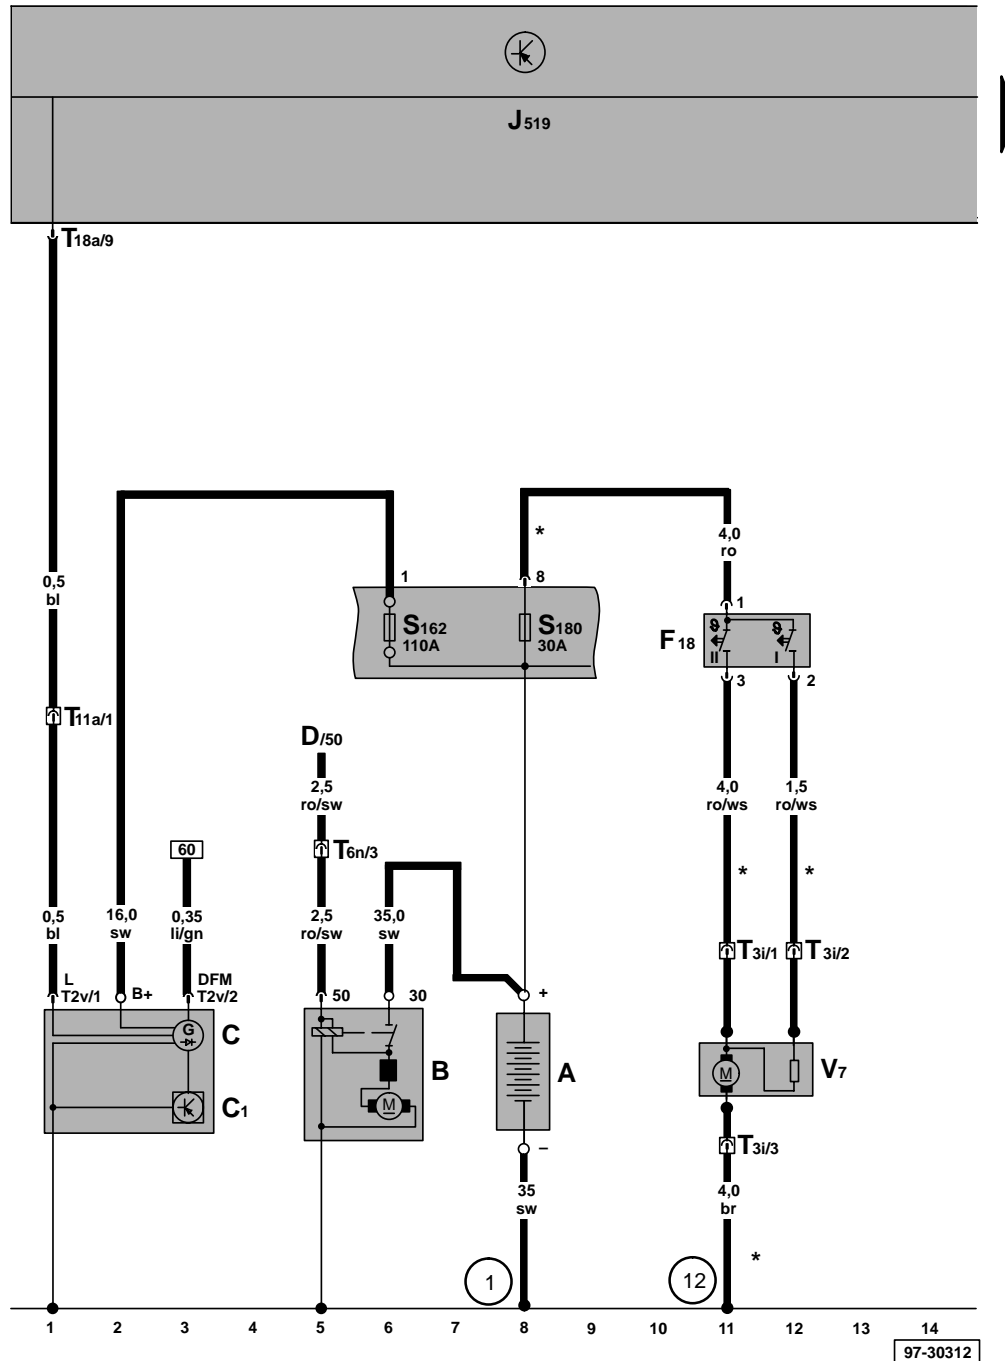 J519
T18a/9
*
4,0
ro
1
8
1
0,5
bl
S162
110A
S180
30A
F18
ϑ
ϑ
II
I
3
2
T11a/1
D/50
2,5
ro/sw
4,0
ro/ws
1,5
ro/ws
60
T6n/3
*
*
0,5
bl
16,0
sw
0,35
li/gn
2,5
ro/sw
35,0
sw
T3i/1
T3i/2
L
T2v/1
B+
DFM
T2v/2
50
30
+
G
C
B
A
M
V7
M
C1
–
T3i/3
35
sw
4,0
br
*
1
12
1 2 3 4 5 6 7 8 9 10 11 12 13 14
97-30312